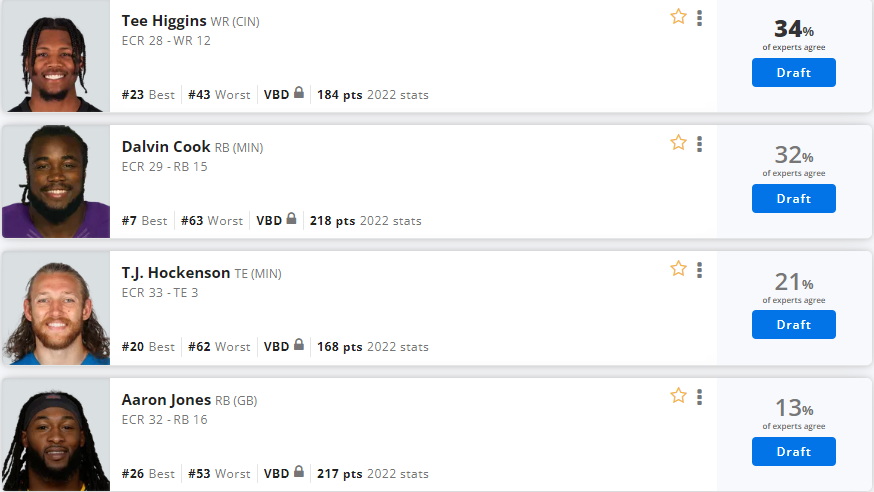 Tee Higgins WR (CIN)
ECR 28 - WR 12
#23 Best #43 Worst VBD 184 pts 2022 stats
34%
of experts agree
Draft
Dalvin Cook RB (MIN)
ECR 29 - RB 15
#7 Best #63 Worst VBD 218 pts 2022 stats
32%
of experts agree
Draft
T.J. Hockenson TE (MIN)
ECR 33 - TE 3
#20 Best #62 Worst VBD 168 pts 2022 stats
21%
of experts agree
Draft
Aaron Jones RB (GB)
ECR 32 - RB 16
#26 Best #53 Worst VBD 217 pts 2022 stats
13%
of experts agree
Draft